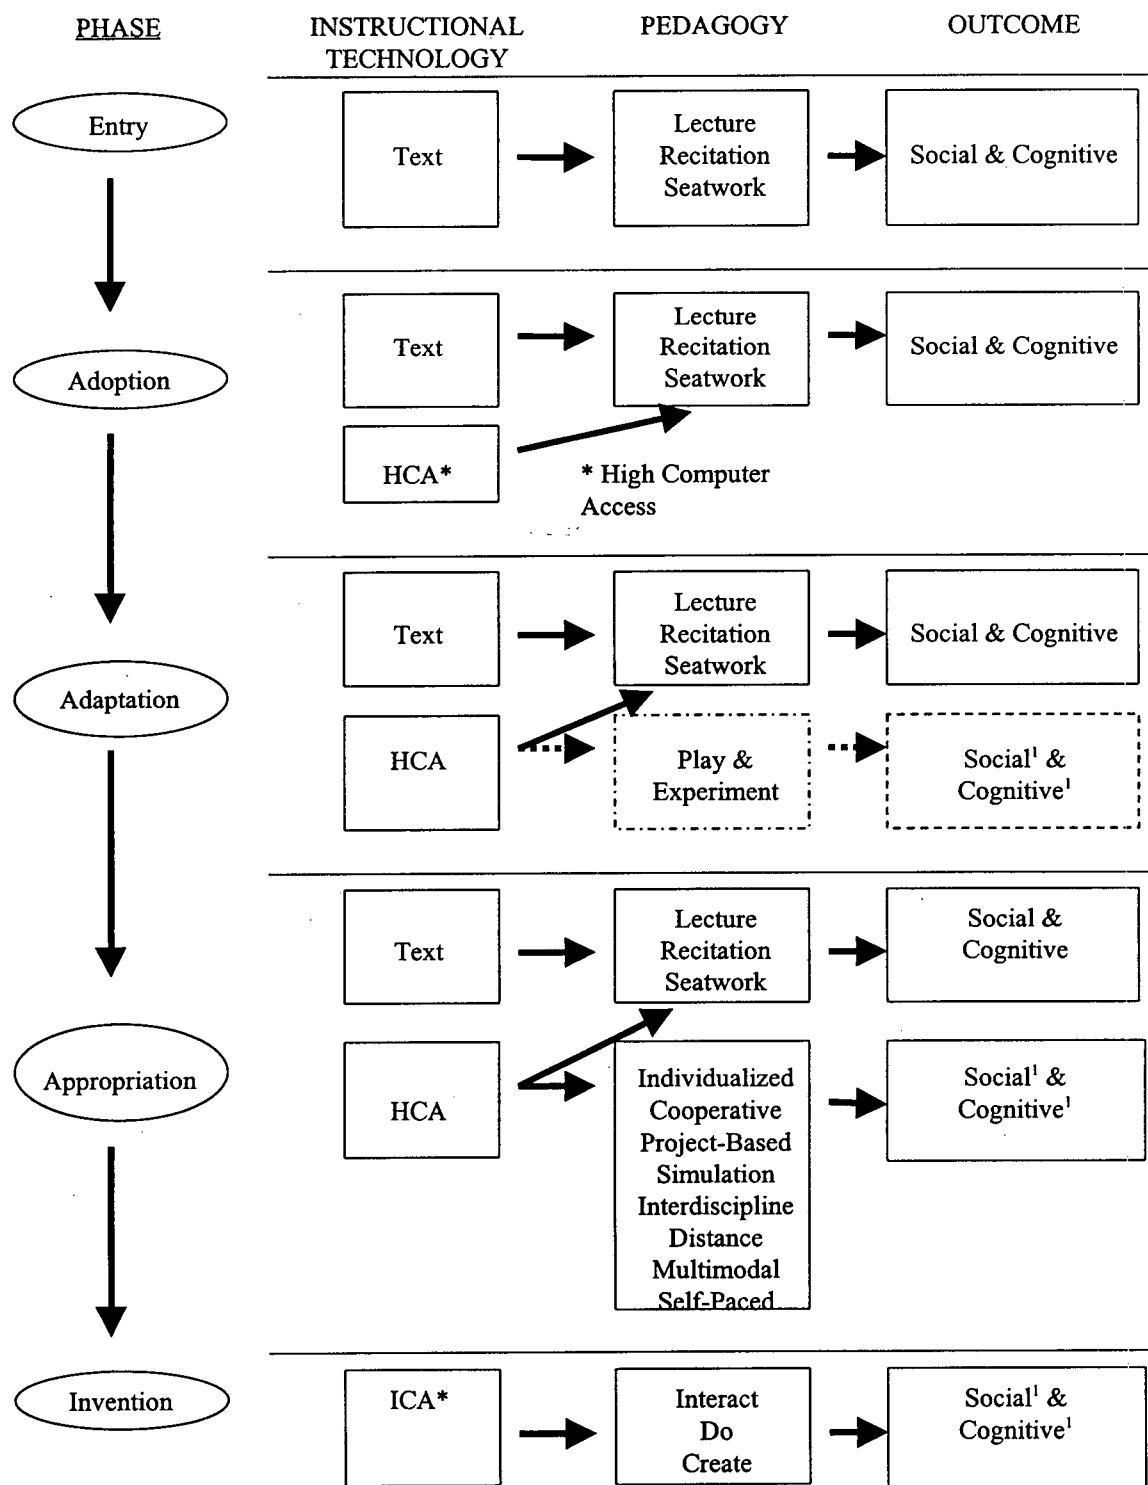 PHASE
INSTRUCTIONAL
TECHNOLOGY
PEDAGOGY
OUTCOME
Entry
Text
Lecture
Recitation
Seatwork
Social & Cognitive
Adoption
Text
Lecture
Recitation
Seatwork
Social & Cognitive
HCA*
* High Computer
Access
Adaptation
Text
Lecture
Recitation
Seatwork
Social & Cognitive
HCA
Play &
Experiment
Social¹ &
Cognitive¹
Appropriation
Text
Lecture
Recitation
Seatwork
Social &
Cognitive
HCA
Individualized
Cooperative
Project-Based
Simulation
Interdiscipline
Distance
Multimodal
Self-Paced
Social¹ &
Cognitive¹
Invention
ICA*
Interact
Do
Create
Social¹ &
Cognitive¹